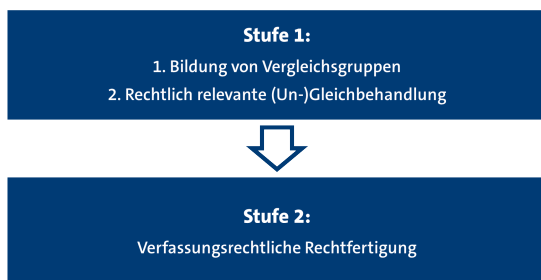 Stufe 1:
1. Bildung von Vergleichsgruppen
2. Rechtlich relevante (Un-)Gleichbehandlung
Stufe 2:
Verfassungsrechtliche Rechtfertigung